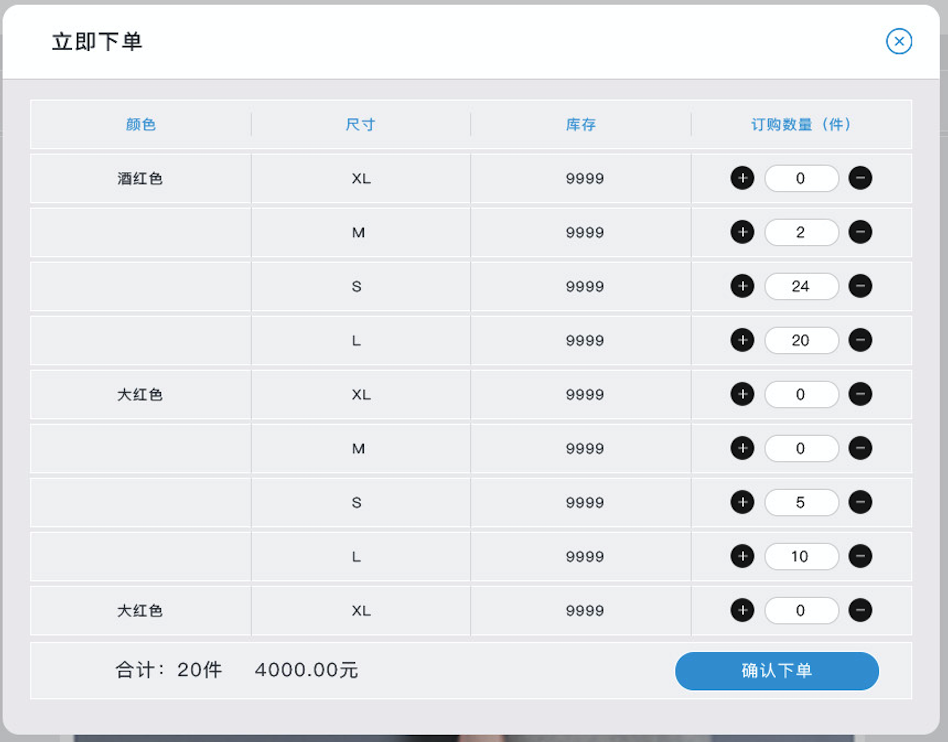 立即下单
颜色 尺寸 库存 订购数量（件）
酒红色 XL 9999 + 0 −
M 9999 + 2 −
S 9999 + 24 −
L 9999 + 20 −
大红色 XL 9999 + 0 −
M 9999 + 0 −
S 9999 + 5 −
L 9999 + 10 −
大红色 XL 9999 + 0 −
合计：20件 4000.00元 确认下单